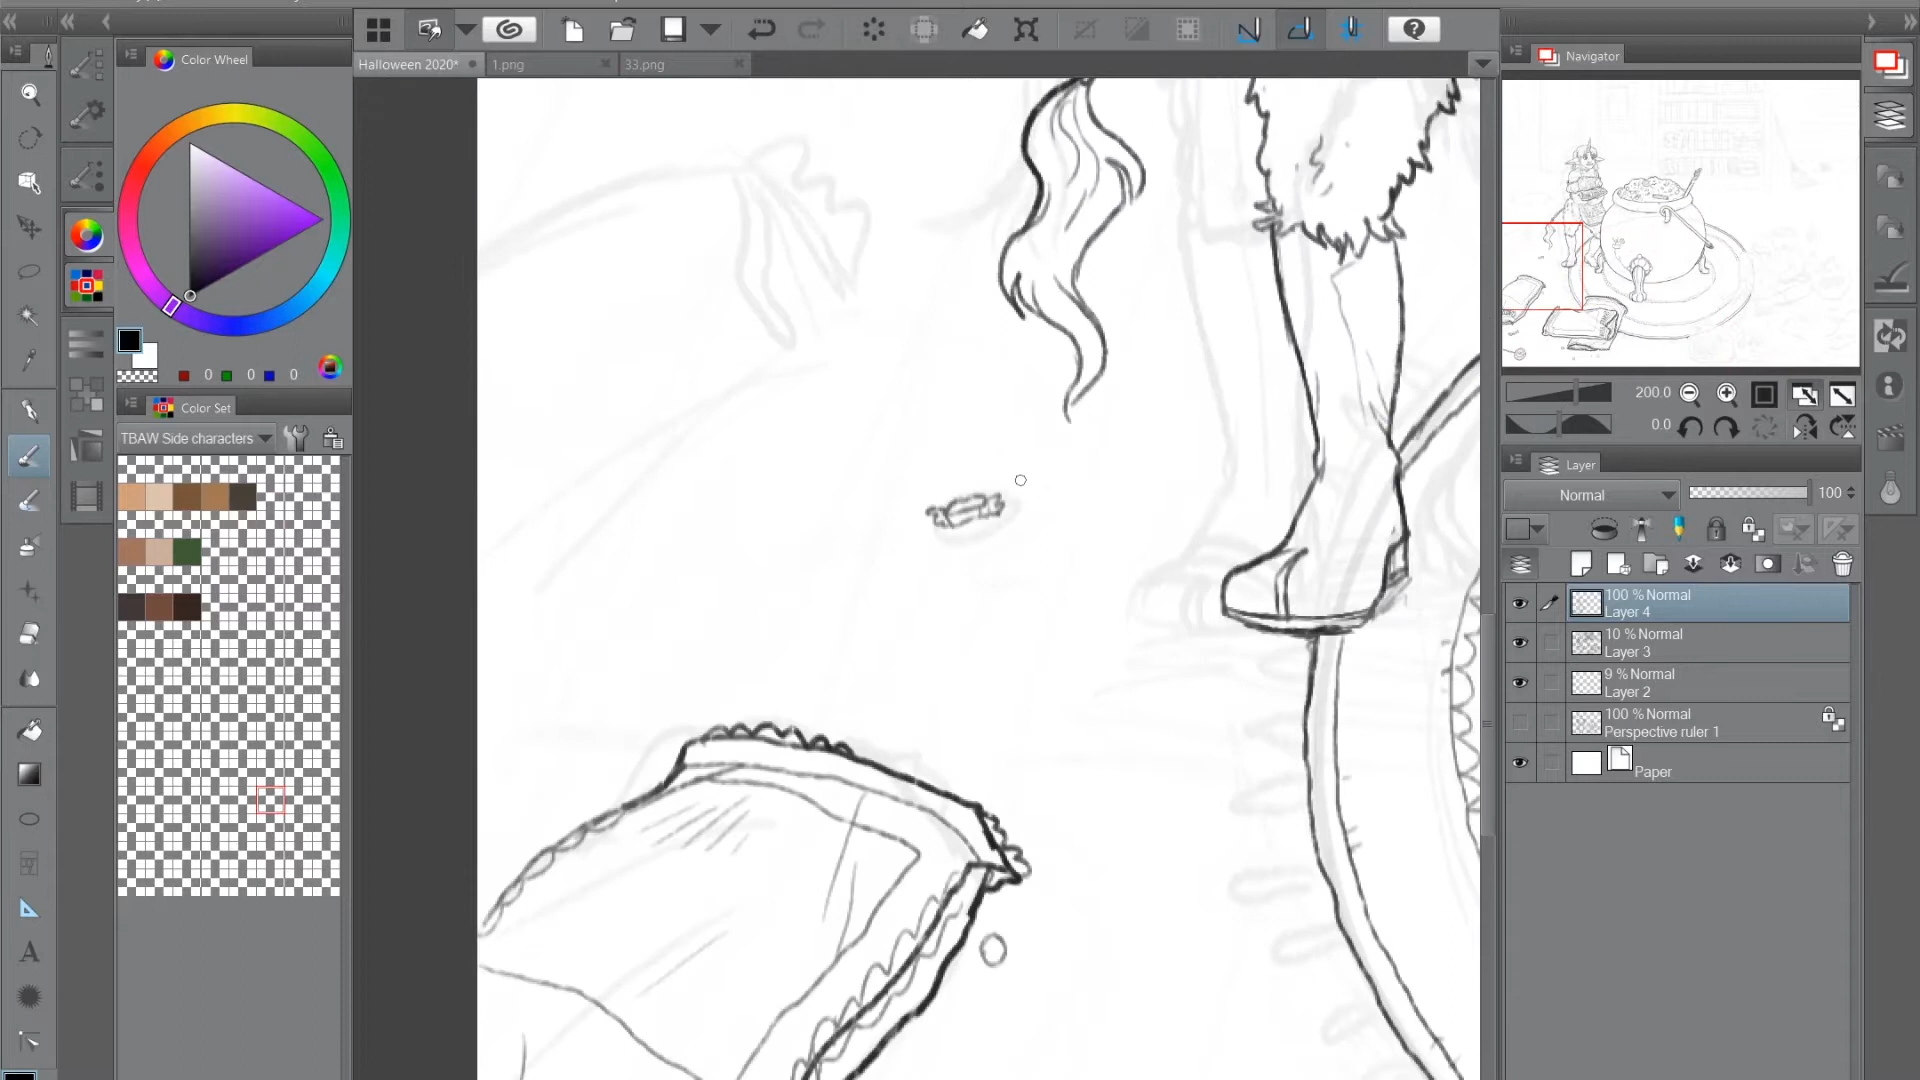 Halloween 2020*
1.png
33.png
Color Wheel
0 0 0
Color Set
TBAW Side characters
A
?
Navigator
200.0
0.0
Layer
Normal
100
100 % Normal
Layer 4
10 % Normal
Layer 3
9 % Normal
Layer 2
100 % Normal
Perspective ruler 1
Paper